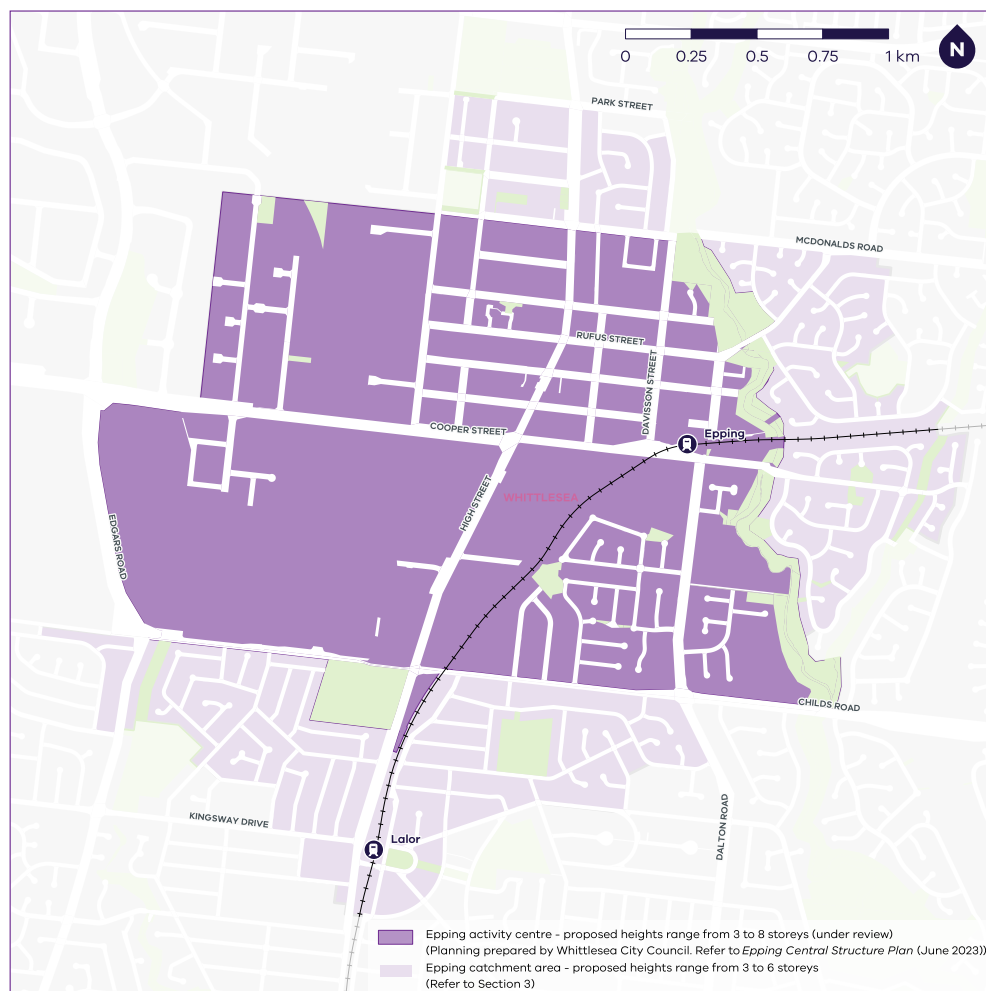 0 0.25 0.5 0.75 1 km
N
PARK STREET
MCDONALDS ROAD
RUFUS STREET
DAVISSON STREET
COOPER STREET
Epping
HIGH STREET
WHITTLESEA
EDGARS ROAD
CHILDS ROAD
KINGSWAY DRIVE
DALTON ROAD
Lalor
Epping activity centre - proposed heights range from 3 to 8 storeys (under review)
(Planning prepared by Whittlesea City Council. Refer to Epping Central Structure Plan (June 2023))
Epping catchment area - proposed heights range from 3 to 6 storeys
(Refer to Section 3)